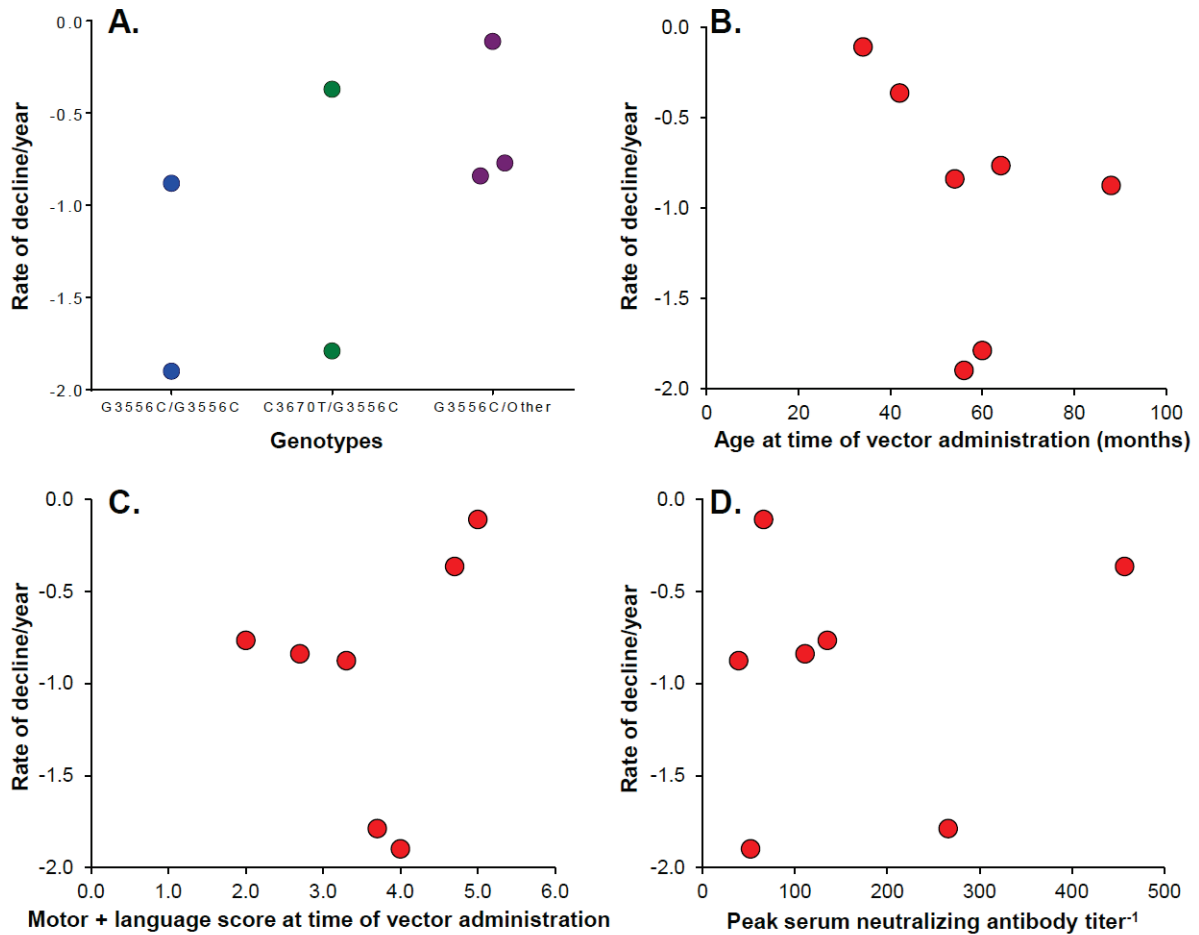 A.
0.0
-0.5
-1.0
-1.5
-2.0
Rate of decline/year
G3556C/G3556C C3670T/G3556C G3556C/Other
Genotypes
B.
0.0
-0.5
-1.0
-1.5
-2.0
Rate of decline/year
0 20 40 60 80 100
Age at time of vector administration (months)
C.
0.0
-0.5
-1.0
-1.5
-2.0
Rate of decline/year
0.0 1.0 2.0 3.0 4.0 5.0 6.0
Motor + language score at time of vector administration
D.
0.0
-0.5
-1.0
-1.5
-2.0
Rate of decline/year
0 100 200 300 400 500
Peak serum neutralizing antibody titer⁻¹